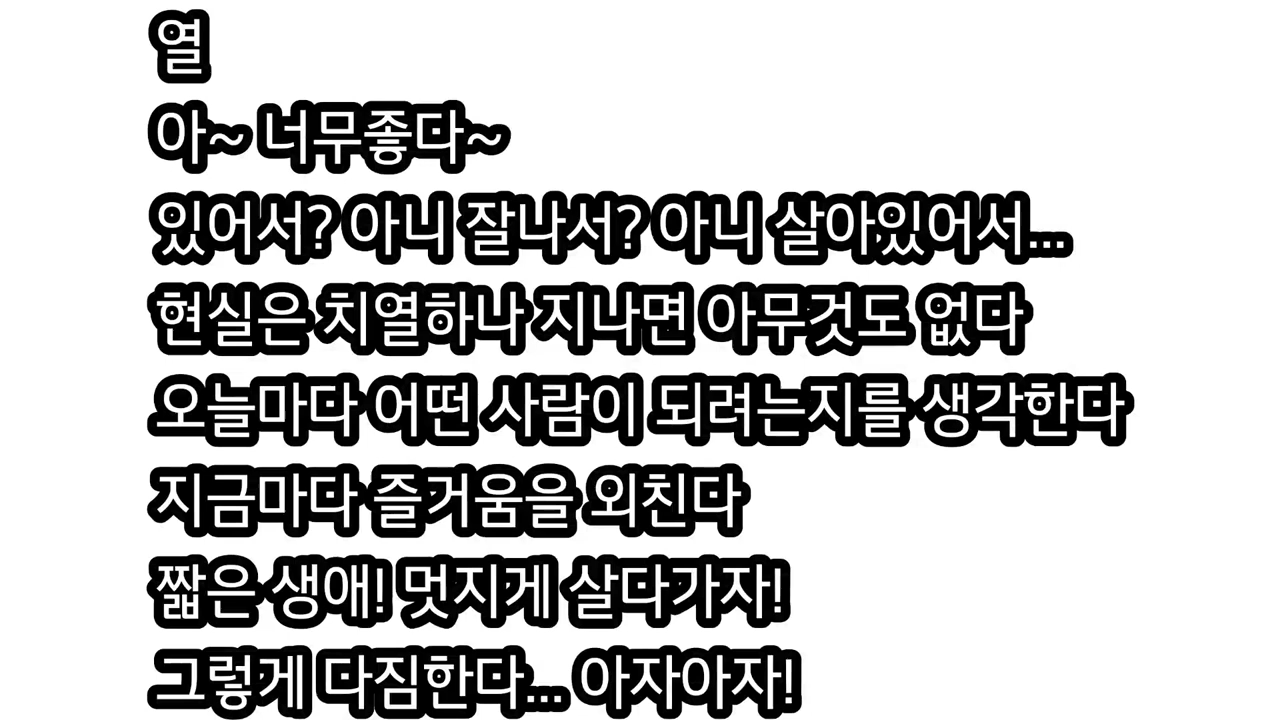 열
아~ 너무좋다~
있어서? 아니 잘나서? 아니 살아있어서...
현실은 치열하나 지나면 아무것도 없다
오늘마다 어떤 사람이 되려는지를 생각한다
지금마다 즐거움을 외친다
짧은 생애! 멋지게 살다가자!
그렇게 다짐한다... 아자아자!